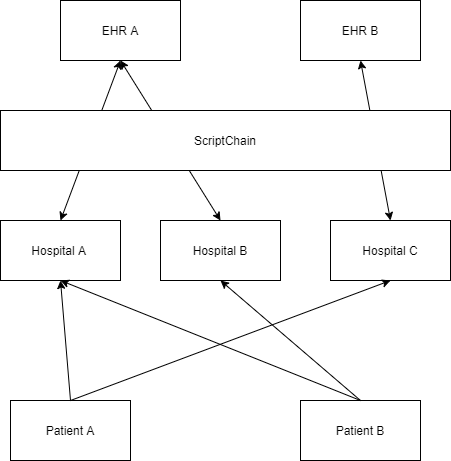 EHR A
EHR B
ScriptChain
Hospital A
Hospital B
Hospital C
Patient A
Patient B